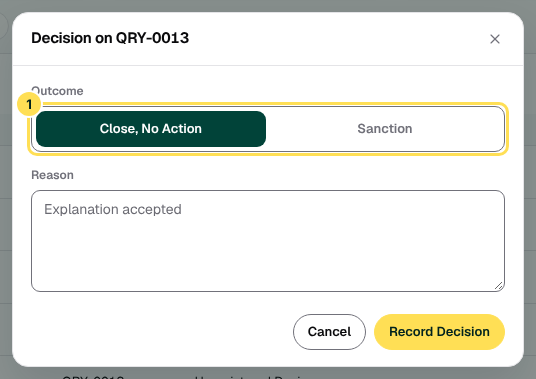 Decision on QRY-0013
Outcome
1
Close, No Action
Sanction
Reason
Explanation accepted
Cancel
Record Decision